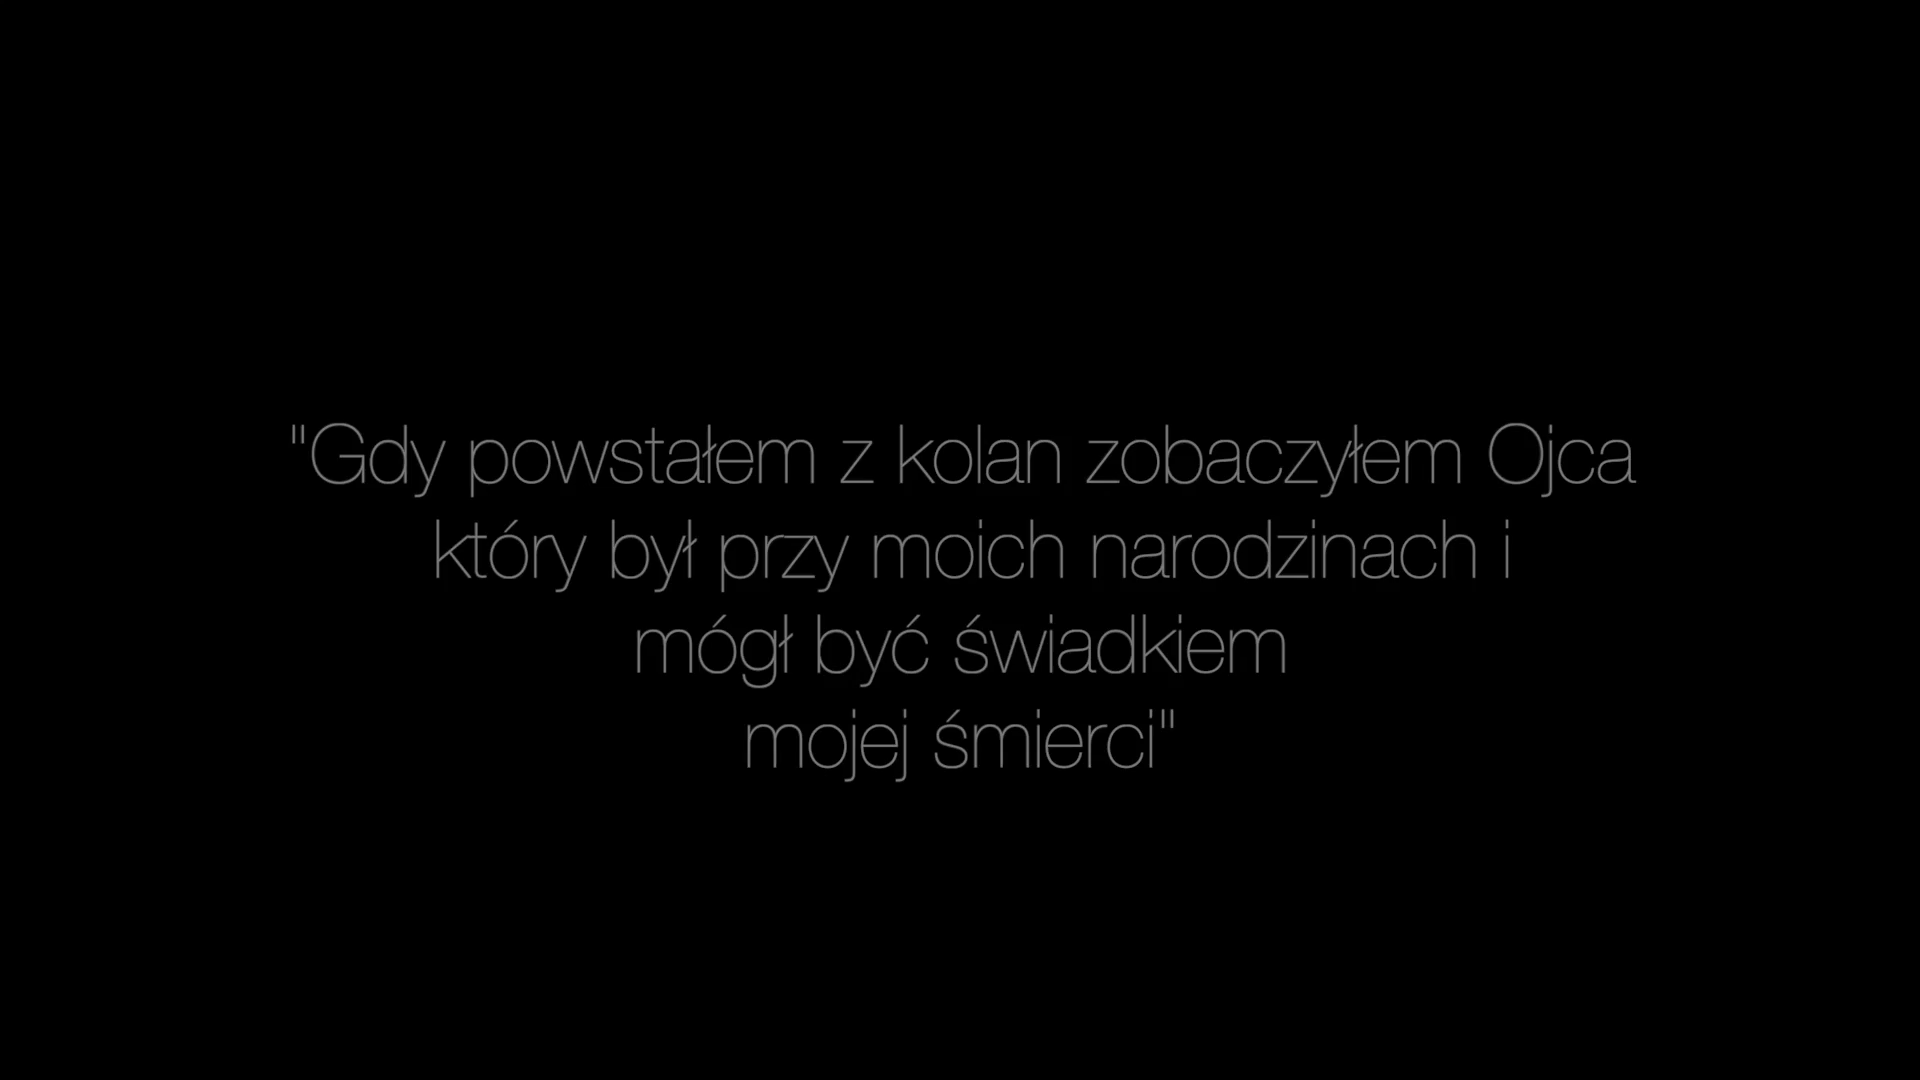 "Gdy powstałem z kolan zobaczyłem Ojca
który był przy moich narodzinach i
mógł być świadkiem
mojej śmierci"